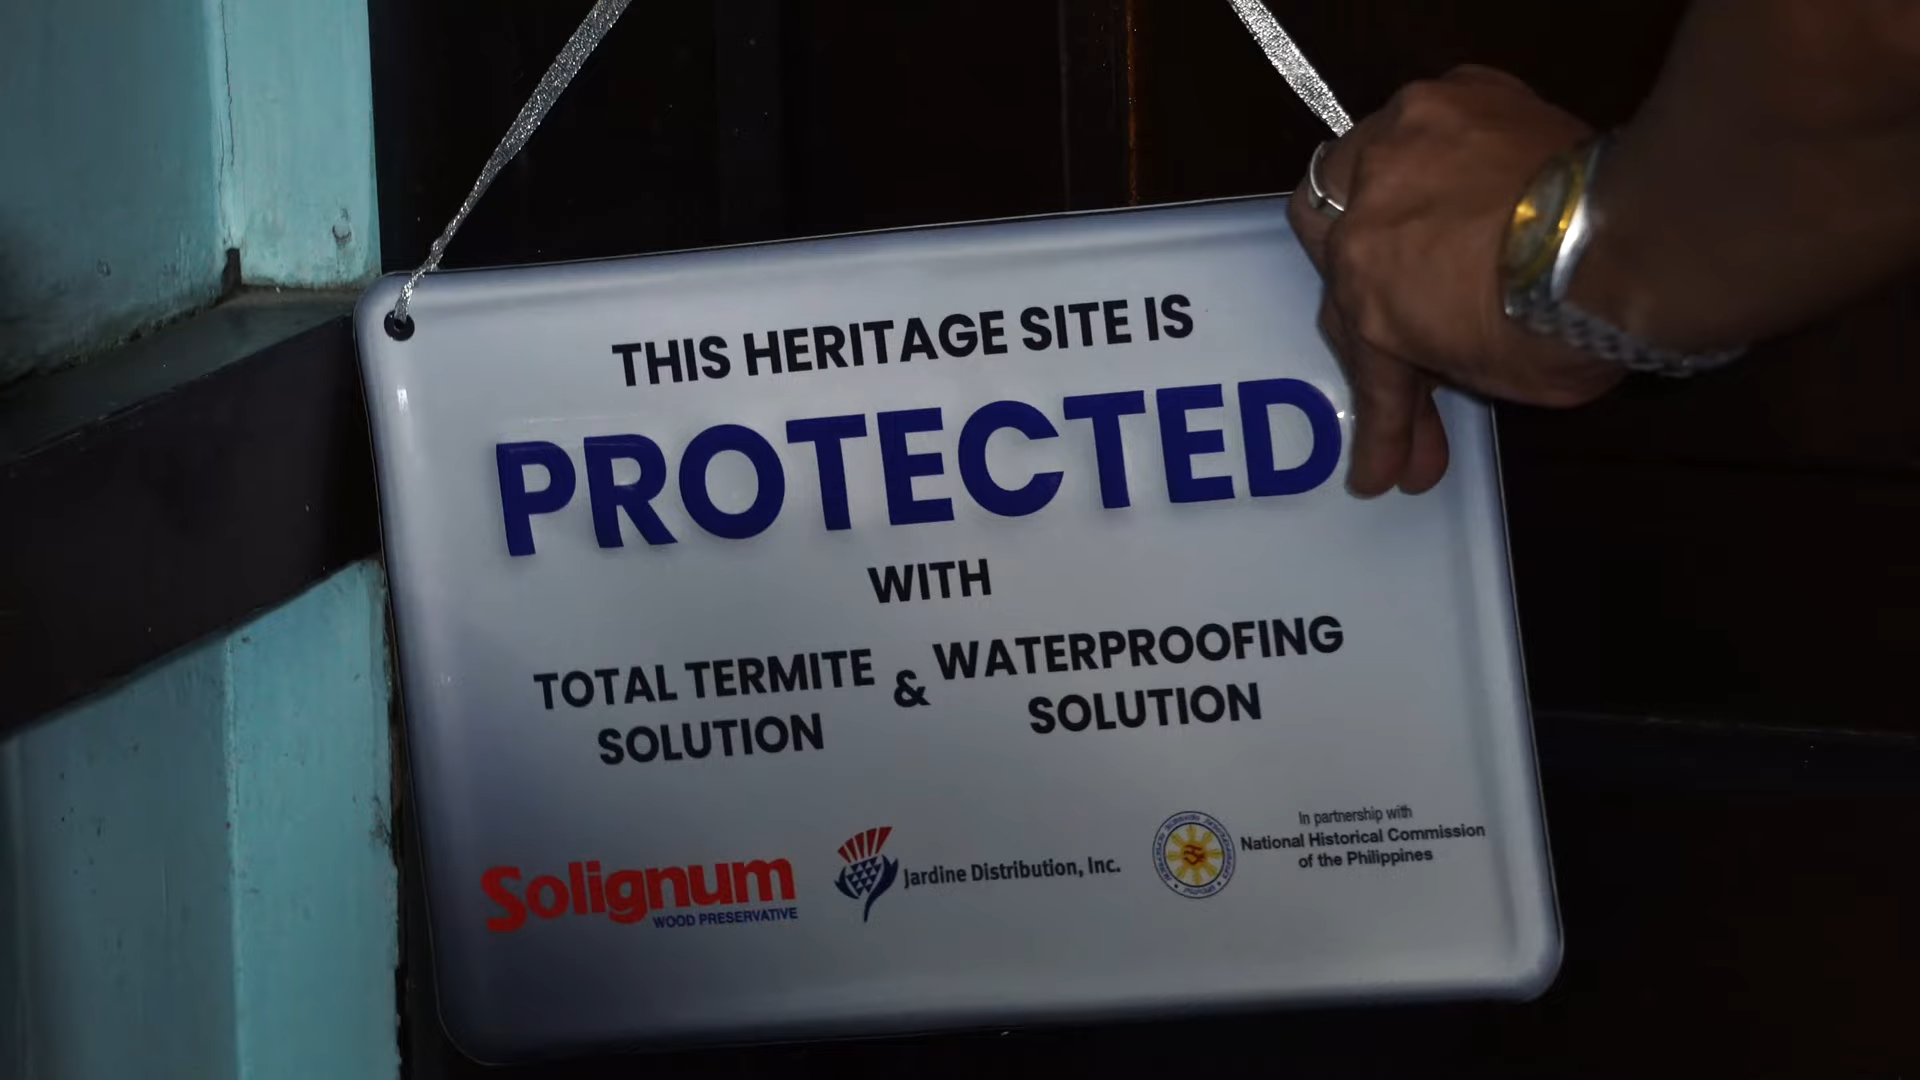 THIS HERITAGE SITE IS
PROTECTED
WITH
TOTAL TERMITE
SOLUTION
&
WATERPROOFING
SOLUTION
Solignum
WOOD PRESERVATIVE
Jardine Distribution, Inc.
In partnership with
National Historical Commission
of the Philippines